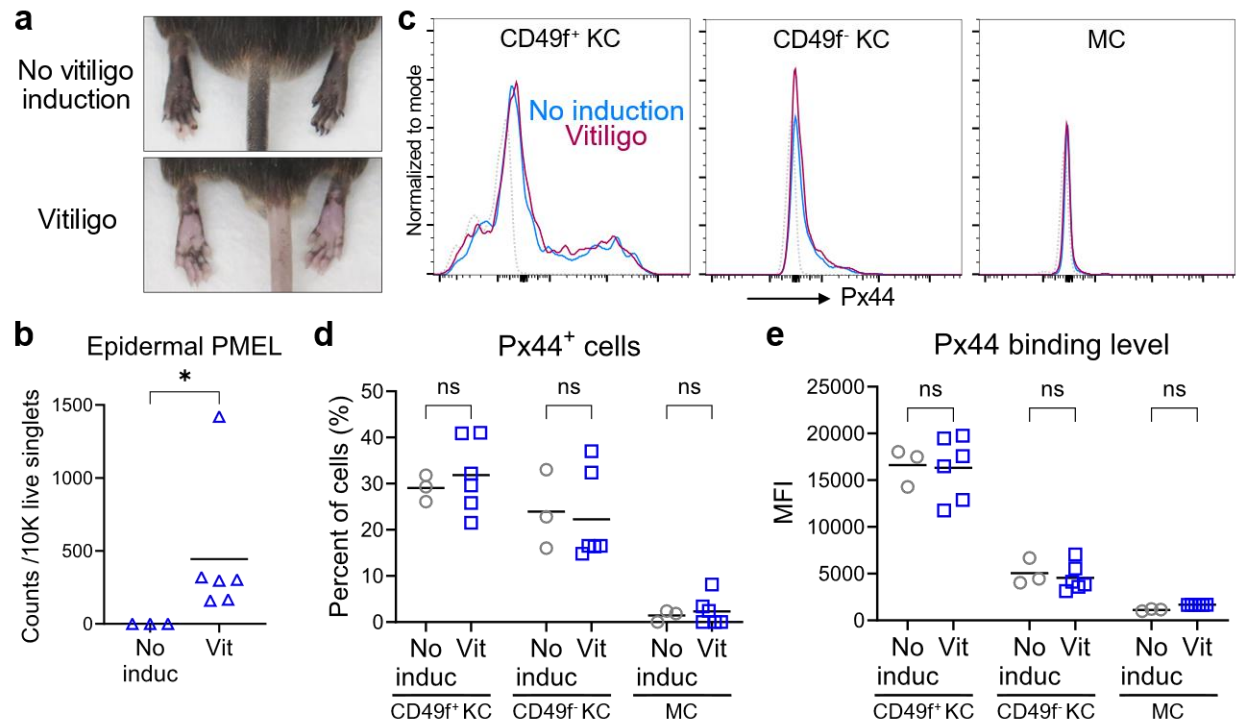 a
No vitiligo
induction
Vitiligo
c
CD49f⁺ KC
CD49f⁻ KC
MC
No induction
Vitiligo
Normalized to mode
Px44
b
Epidermal PMEL
*
Counts /10K live singlets
1500
1000
500
0
No
induc
Vit
d
Px44⁺ cells
ns
ns
ns
Percent of cells (%)
50
40
30
20
10
0
No
induc
Vit
No
induc
Vit
No
induc
Vit
CD49f⁺ KC
CD49f⁻ KC
MC
e
Px44 binding level
ns
ns
ns
MFI
25000
20000
15000
10000
5000
0
No
induc
Vit
No
induc
Vit
No
induc
Vit
CD49f⁺ KC
CD49f⁻ KC
MC